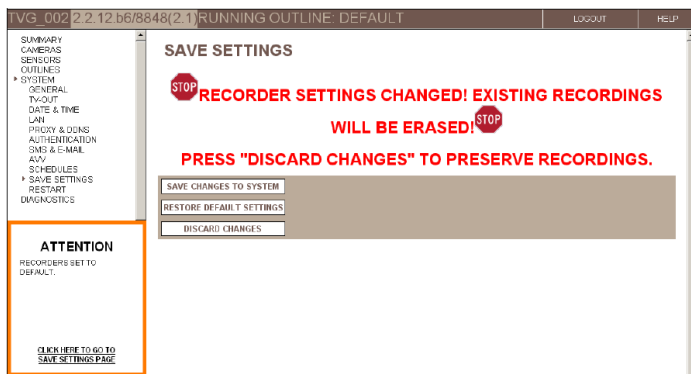 TVG_002 2.2.12.b6/8848(2.1) RUNNING OUTLINE: DEFAULT LOGOUT HELP
SUMMARY
CAMERAS
SENSORS
OUTLINES
SYSTEM
GENERAL
TV-OUT
DATE & TIME
LAN
PROXY & DDNS
AUTHENTICATION
SMS & E-MAIL
AVV
SCHEDULES
SAVE SETTINGS
RESTART
DIAGNOSTICS
ATTENTION
RECORDERS SET TO
DEFAULT.
CLICK HERE TO GO TO
SAVE SETTINGS PAGE
SAVE SETTINGS
STOP RECORDER SETTINGS CHANGED! EXISTING RECORDINGS
WILL BE ERASED! STOP
PRESS "DISCARD CHANGES" TO PRESERVE RECORDINGS.
SAVE CHANGES TO SYSTEM
RESTORE DEFAULT SETTINGS
DISCARD CHANGES